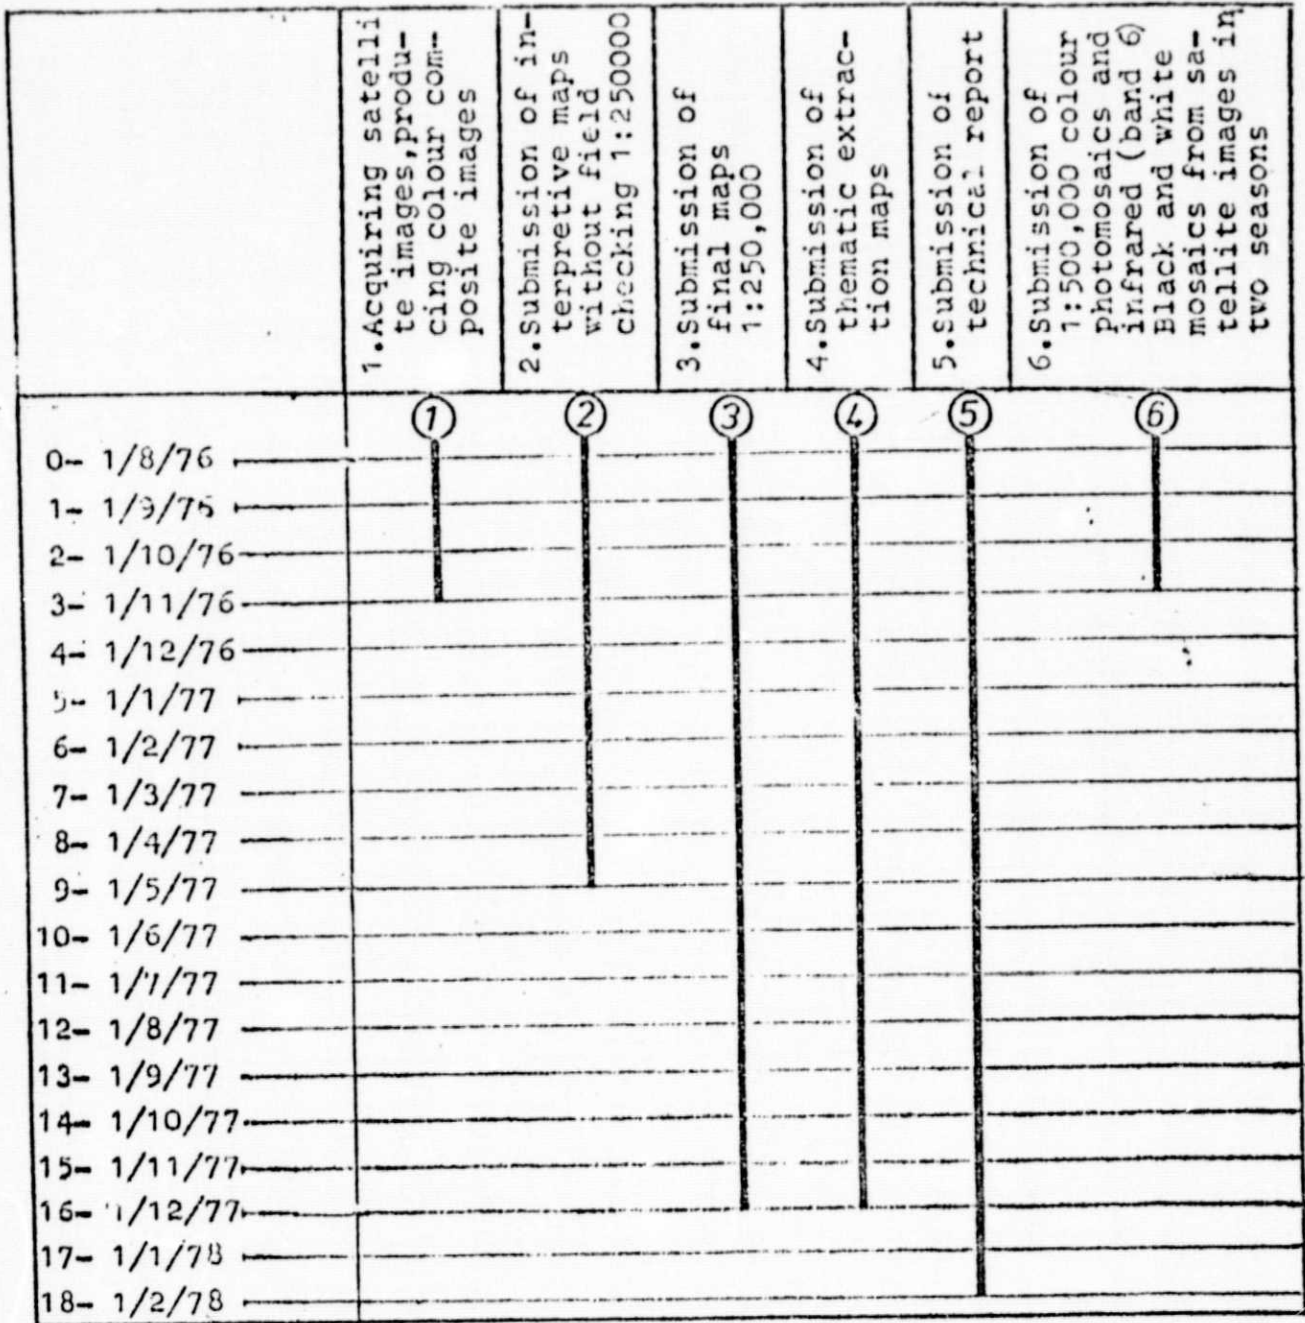 1.Acquiring satelli
te images,produ-
cing colour com-
posite images
2.Submission of in-
terpretive maps
without field
checking 1:250000
3.Submission of
final maps
1:250,000
4.Submission of
thematic extrac-
tion maps
5.Submission of
technical report
6.Submission of
1:500,000 colour
photomosaics and
infrared (band 6)
Black and white
mosaics from sa-
tellite images in
two seasons
1 2 3 4 5 6
0- 1/8/76
1- 1/9/76
2- 1/10/76
3- 1/11/76
4- 1/12/76
5- 1/1/77
6- 1/2/77
7- 1/3/77
8- 1/4/77
9- 1/5/77
10- 1/6/77
11- 1/7/77
12- 1/8/77
13- 1/9/77
14- 1/10/77
15- 1/11/77
16- 1/12/77
17- 1/1/78
18- 1/2/78